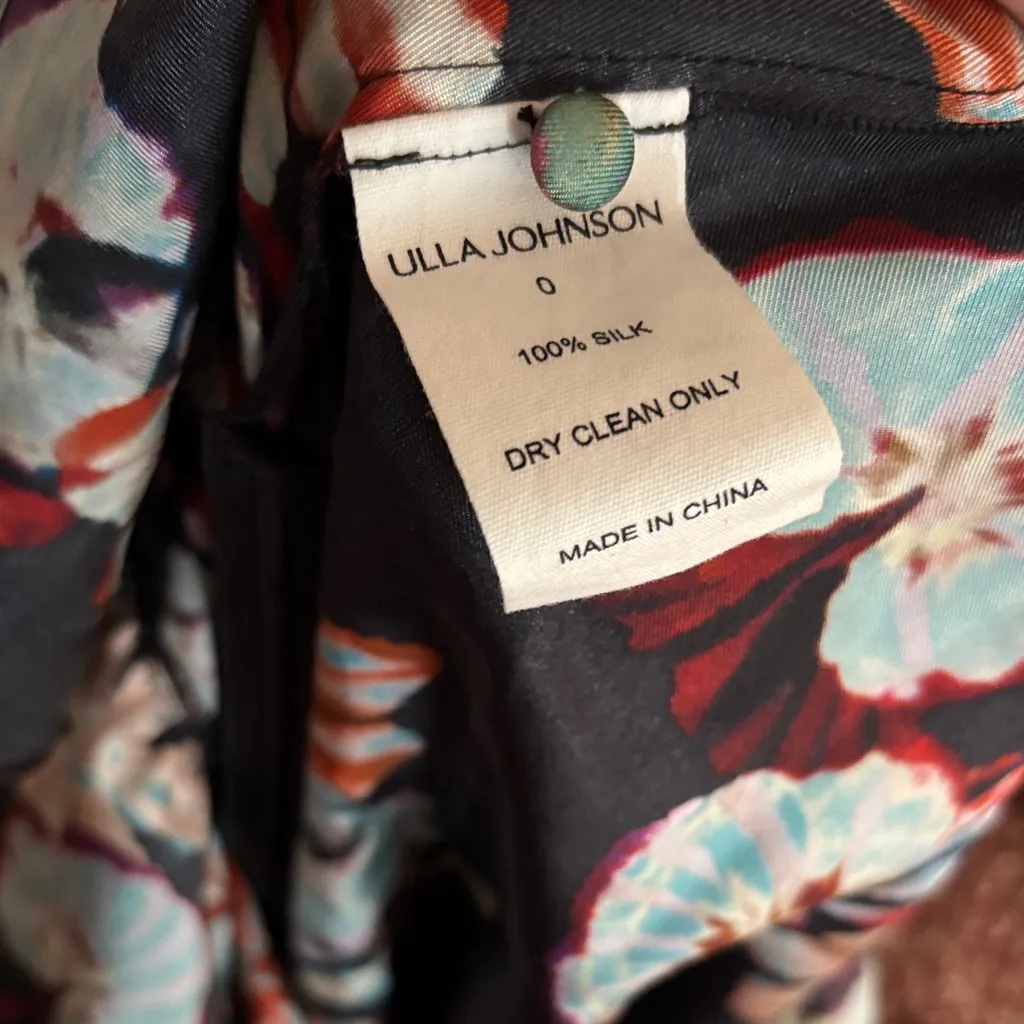 ULLA JOHNSON
0
100% SILK
DRY CLEAN ONLY
MADE IN CHINA